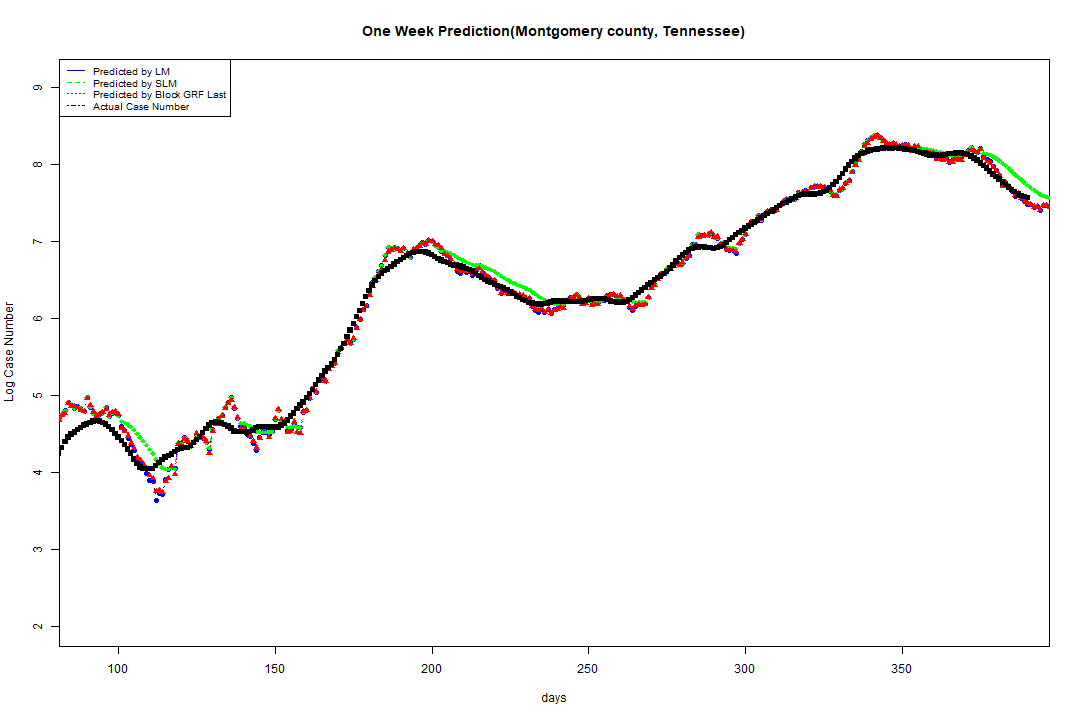 One Week Prediction(Montgomery county, Tennessee)
Predicted by LM
Predicted by SLM
Predicted by Block GRF Last
Actual Case Number
9
8
7
6
5
4
3
2
Log Case Number
100 150 200 250 300 350
days